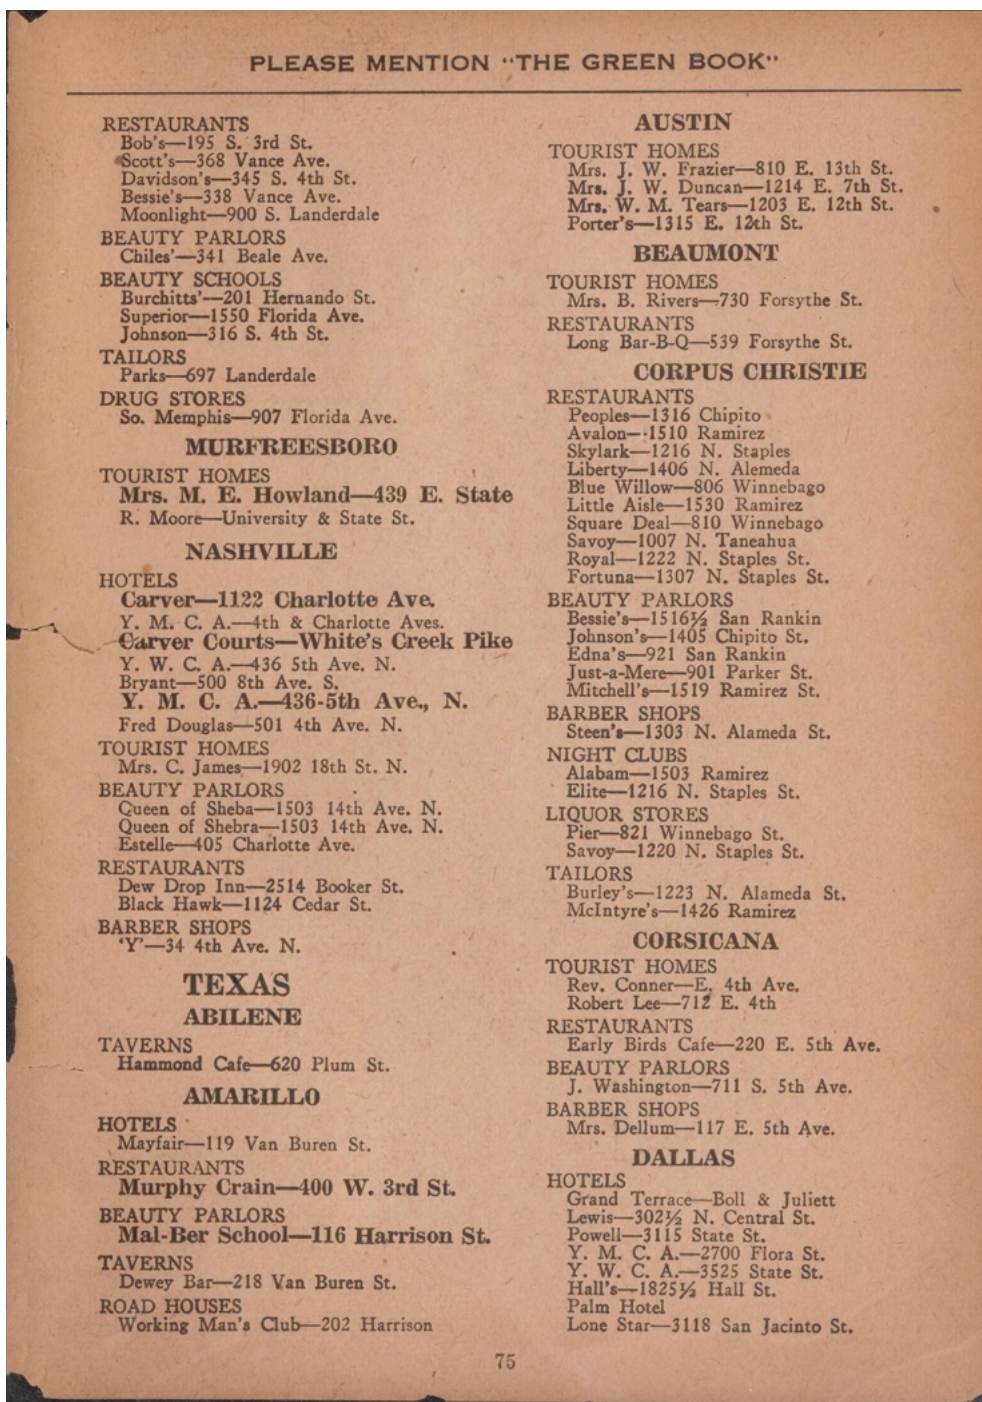 PLEASE MENTION "THE GREEN BOOK"
RESTAURANTS
Bob's—195 S. 3rd St.
Scott's—368 Vance Ave.
Davidson's—345 S. 4th St.
Bessie's—338 Vance Ave.
Moonlight—900 S. Landerdale
BEAUTY PARLORS
Chiles'—341 Beale Ave.
BEAUTY SCHOOLS
Burchitts'—201 Hernando St.
Superior—1550 Florida Ave.
Johnson—316 S. 4th St.
TAILORS
Parks—697 Landerdale
DRUG STORES
So. Memphis—907 Florida Ave.
MURFREESBORO
TOURIST HOMES
Mrs. M. E. Howland—439 E. State
R. Moore—University & State St.
NASHVILLE
HOTELS
Carver—1122 Charlotte Ave.
Y. M. C. A.—4th & Charlotte Aves.
Carver Courts—White's Creek Pike
Y. W. C. A.—436 5th Ave. N.
Bryant—500 8th Ave. S.
Y. M. C. A.—436-5th Ave., N.
Fred Douglas—501 4th Ave. N.
TOURIST HOMES
Mrs. C. James—1902 18th St. N.
BEAUTY PARLORS
Queen of Sheba—1503 14th Ave. N.
Queen of Shebra—1503 14th Ave. N.
Estelle—405 Charlotte Ave.
RESTAURANTS
Dew Drop Inn—2514 Booker St.
Black Hawk—1124 Cedar St.
BARBER SHOPS
'Y'—34 4th Ave. N.
TEXAS
ABILENE
TAVERNS
Hammond Cafe—620 Plum St.
AMARILLO
HOTELS
Mayfair—119 Van Buren St.
RESTAURANTS
Murphy Crain—400 W. 3rd St.
BEAUTY PARLORS
Mal-Ber School—116 Harrison St.
TAVERNS
Dewey Bar—218 Van Buren St.
ROAD HOUSES
Working Man's Club—202 Harrison
AUSTIN
TOURIST HOMES
Mrs. J. W. Frazier—810 E. 13th St.
Mrs. J. W. Duncan—1214 E. 7th St.
Mrs. W. M. Tears—1203 E. 12th St.
Porter's—1315 E. 12th St.
BEAUMONT
TOURIST HOMES
Mrs. B. Rivers—730 Forsythe St.
RESTAURANTS
Long Bar-B-Q—539 Forsythe St.
CORPUS CHRISTIE
RESTAURANTS
Peoples—1316 Chipito
Avalon—1510 Ramirez
Skylark—1216 N. Staples
Liberty—1406 N. Alemeda
Blue Willow—806 Winnebago
Little Aisle—1530 Ramirez
Square Deal—810 Winnebago
Savoy—1007 N. Taneahua
Royal—1222 N. Staples St.
Fortuna—1307 N. Staples St.
BEAUTY PARLORS
Bessie's—1516½ San Rankin
Johnson's—1405 Chipito St.
Edna's—921 San Rankin
Just-a-Mere—901 Parker St.
Mitchell's—1519 Ramirez St.
BARBER SHOPS
Steen's—1303 N. Alameda St.
NIGHT CLUBS
Alabam—1503 Ramirez
Elite—1216 N. Staples St.
LIQUOR STORES
Pier—821 Winnebago St.
Savoy—1220 N. Staples St.
TAILORS
Burley's—1223 N. Alameda St.
McIntyre's—1426 Ramirez
CORSICANA
TOURIST HOMES
Rev. Conner—E. 4th Ave.
Robert Lee—712 E. 4th
RESTAURANTS
Early Birds Cafe—220 E. 5th Ave.
BEAUTY PARLORS
J. Washington—711 S. 5th Ave.
BARBER SHOPS
Mrs. Dellum—117 E. 5th Ave.
DALLAS
HOTELS
Grand Terrace—Boll & Juliett
Lewis—302½ N. Central St.
Powell—3115 State St.
Y. M. C. A.—2700 Flora St.
Y. W. C. A.—3525 State St.
Hall's—1825½ Hall St.
Palm Hotel
Lone Star—3118 San Jacinto St.
75